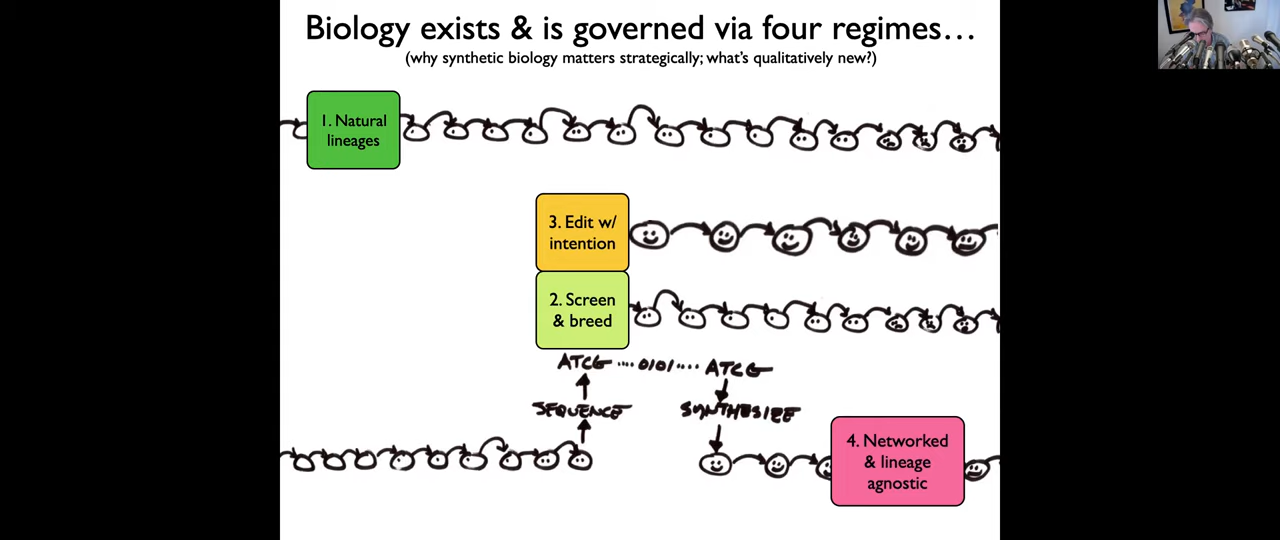 Biology exists & is governed via four regimes…
(why synthetic biology matters strategically; what's qualitatively new?)
1. Natural
lineages
3. Edit w/
intention
2. Screen
& breed
ATCG ....0101.... ATCG
SEQUENCE
SYNTHESIZE
4. Networked
& lineage
agnostic